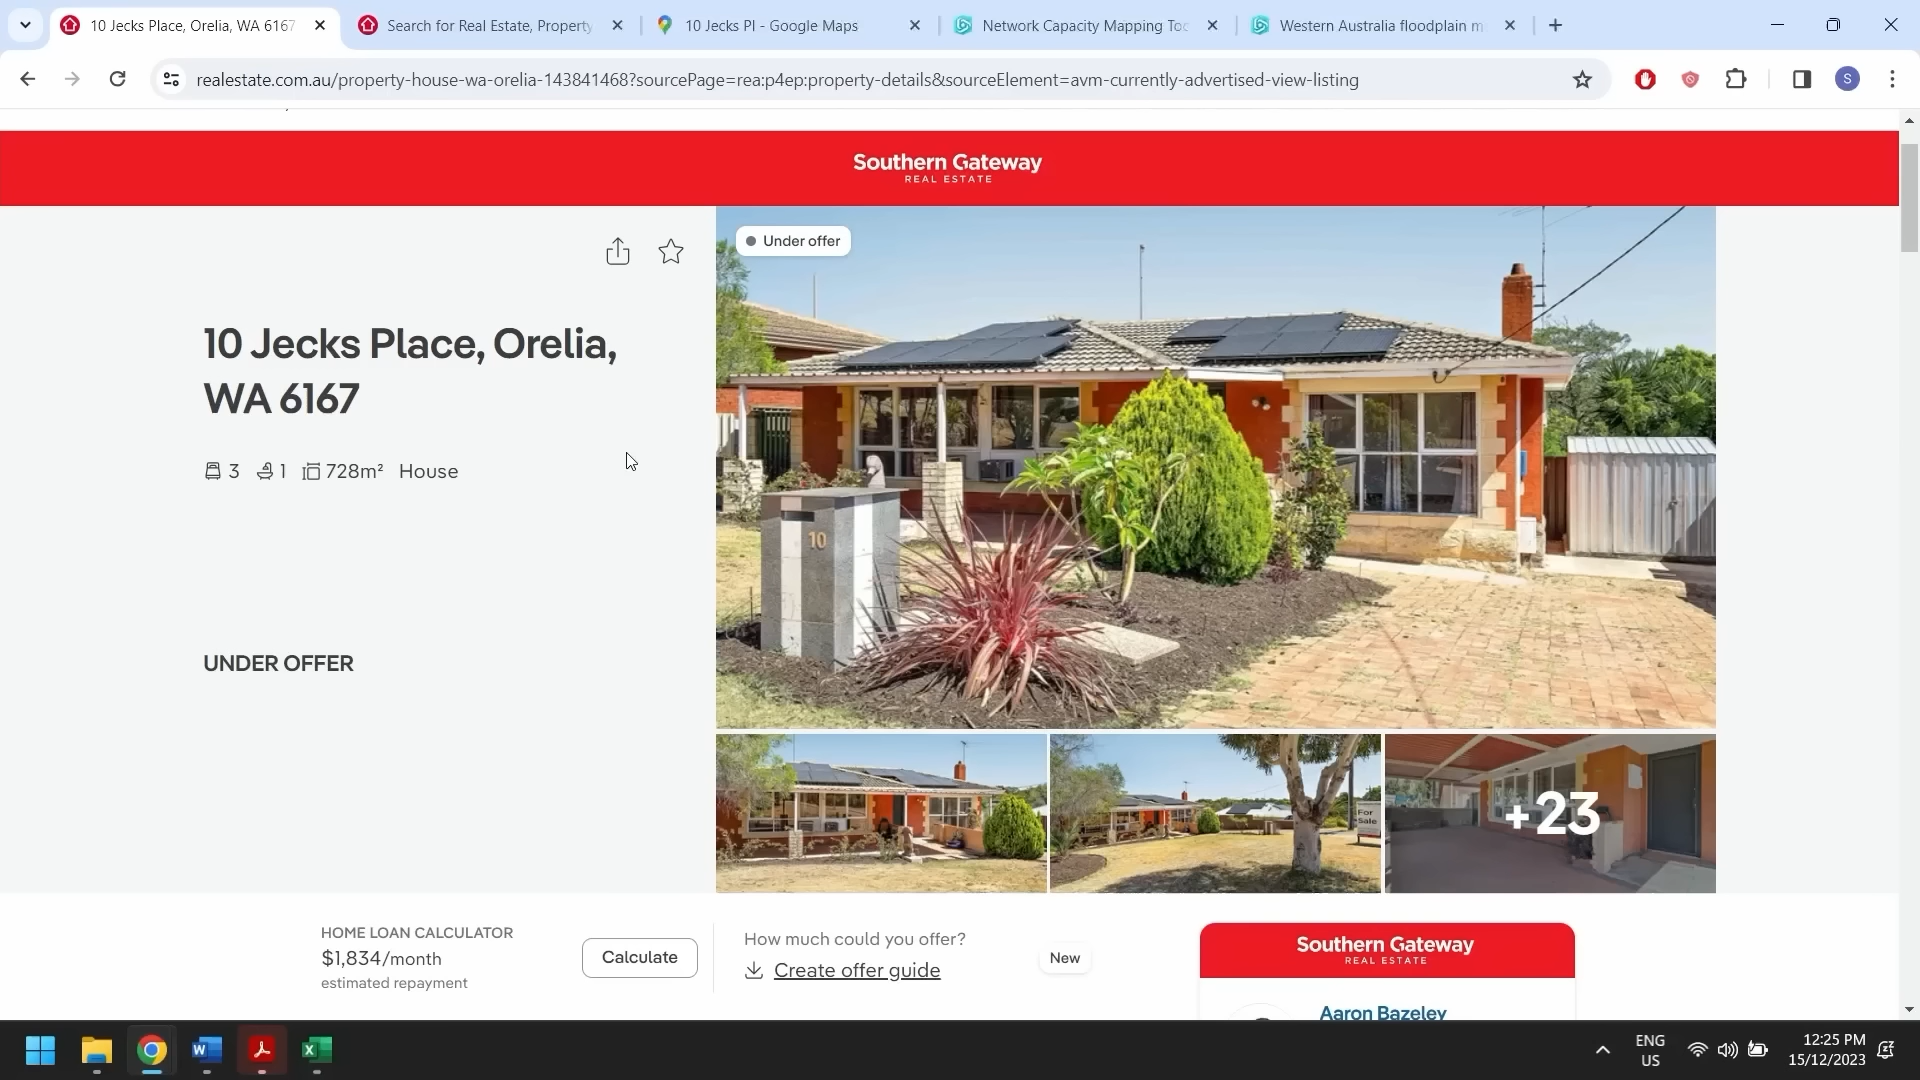 10 Jecks Place, Orelia, WA 6167
Search for Real Estate, Property
10 Jecks Pl - Google Maps
Network Capacity Mapping Too
Western Australia floodplain m
realestate.com.au/property-house-wa-orelia-143841468?sourcePage=rea:p4ep:property-details&sourceElement=avm-currently-advertised-view-listing
S
Southern Gateway
REAL ESTATE
Under offer
10 Jecks Place, Orelia,
WA 6167
3 1 728m² House
UNDER OFFER
10
For
Sale
+23
HOME LOAN CALCULATOR
$1,834/month
estimated repayment
Calculate
How much could you offer?
Create offer guide
New
Southern Gateway
REAL ESTATE
Aaron Bazeley
ENG
US
12:25 PM
15/12/2023